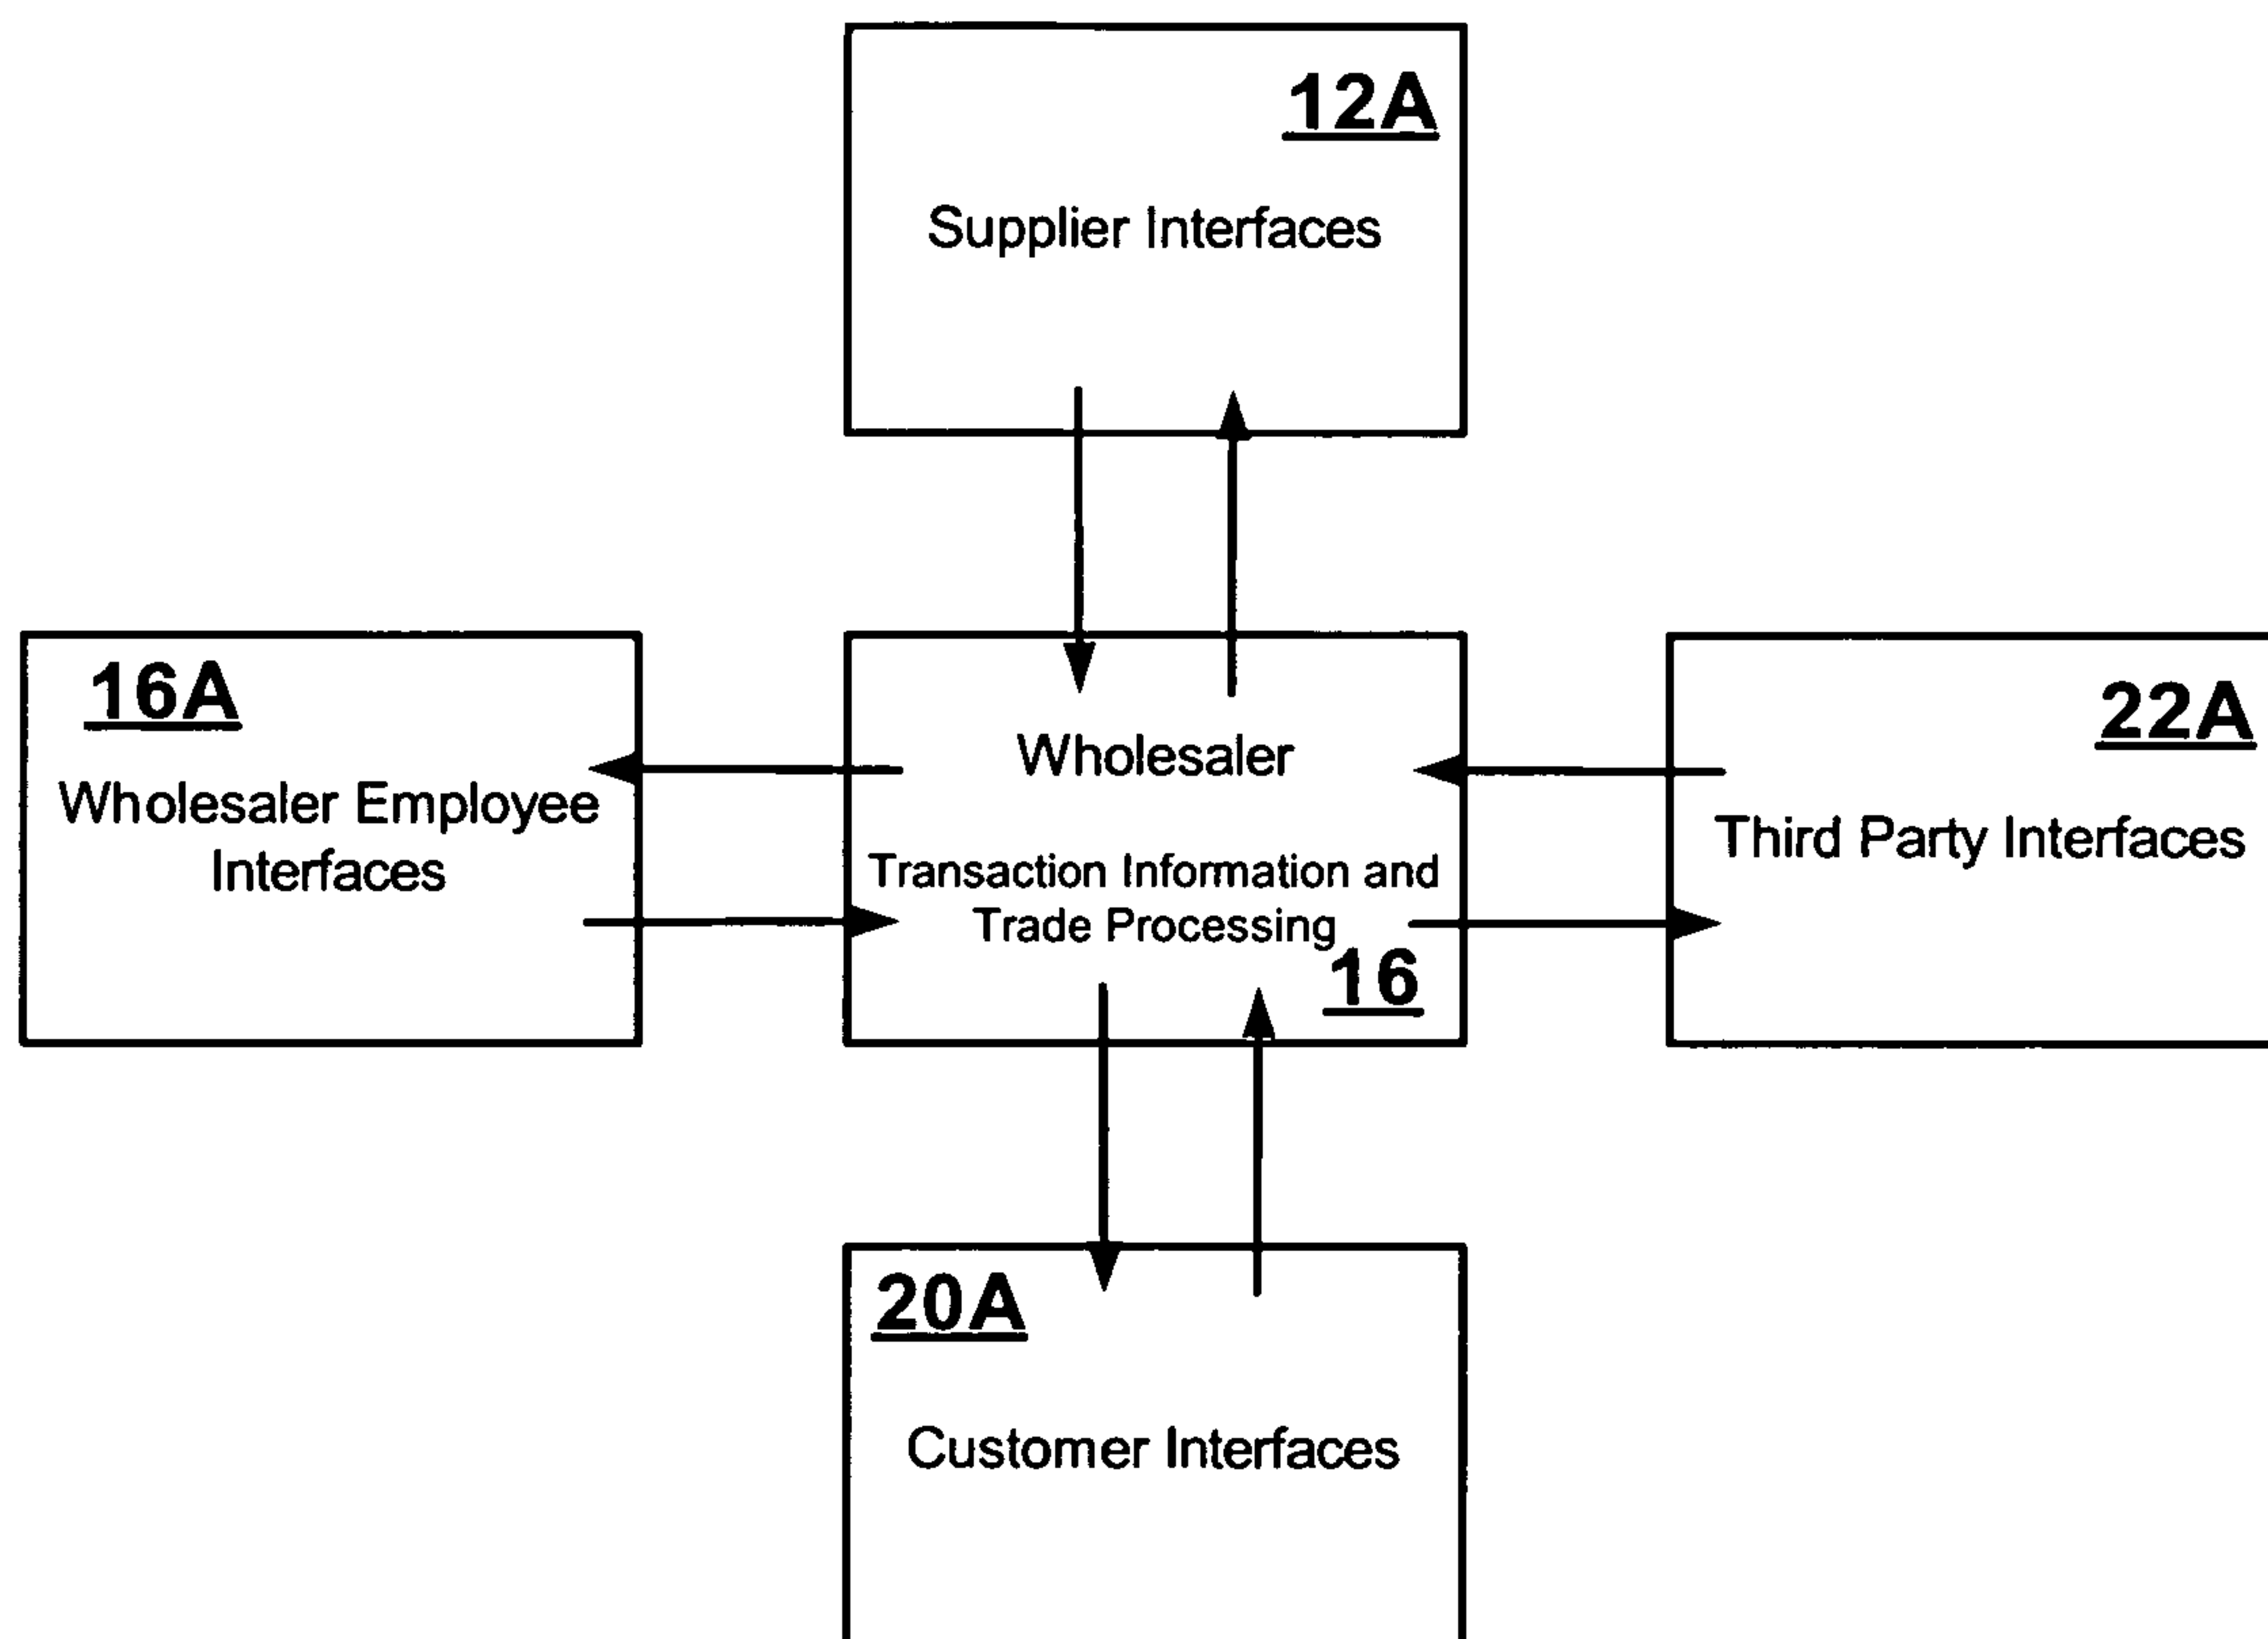 12A
Supplier Interfaces
16A
Wholesaler Employee
Interfaces
Wholesaler
Transaction Information and
Trade Processing
16
22A
Third Party Interfaces
20A
Customer Interfaces